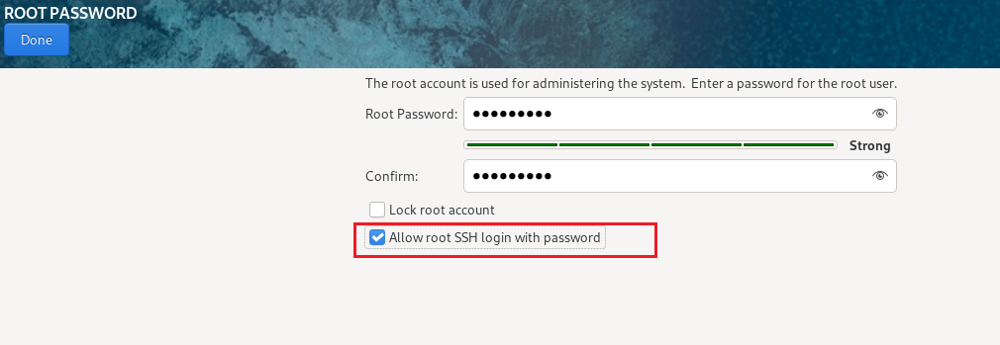 ROOT PASSWORD
Done
The root account is used for administering the system.  Enter a password for the root user.
Root Password: ●●●●●●●●●
Strong
Confirm: ●●●●●●●●●
Lock root account
Allow root SSH login with password